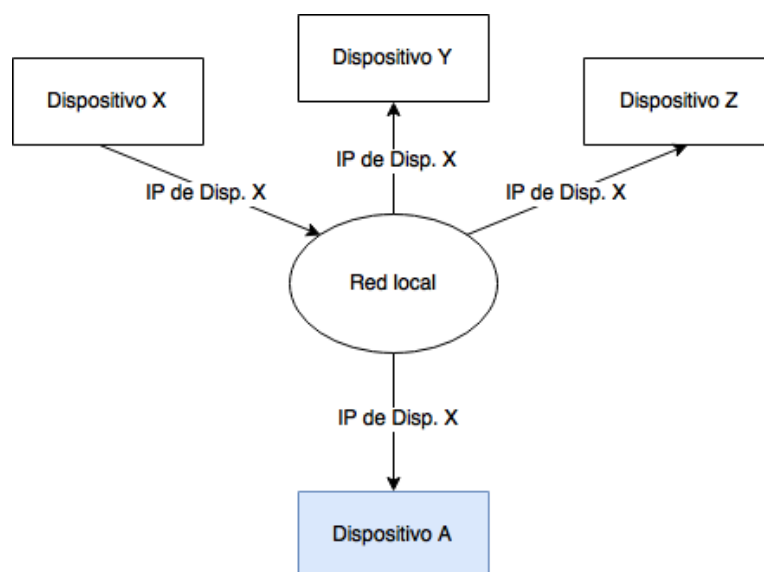 Dispositivo Y
Dispositivo X
Dispositivo Z
IP de Disp. X
IP de Disp. X
IP de Disp. X
Red local
IP de Disp. X
Dispositivo A